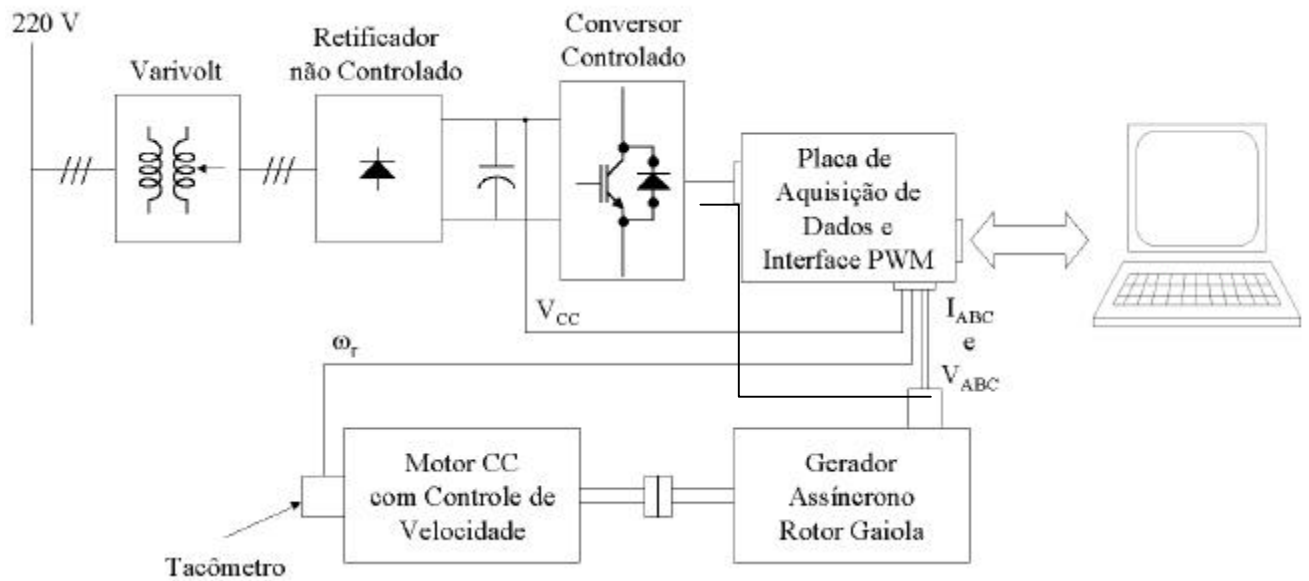 220 V
Varivolt
Retificador
não Controlado
Conversor
Controlado
Placa de
Aquisição de
Dados e
Interface PWM
V_CC
I_ABC
e
V_ABC
ω_r
Motor CC
com Controle de
Velocidade
Gerador
Assíncrono
Rotor Gaiola
Tacômetro